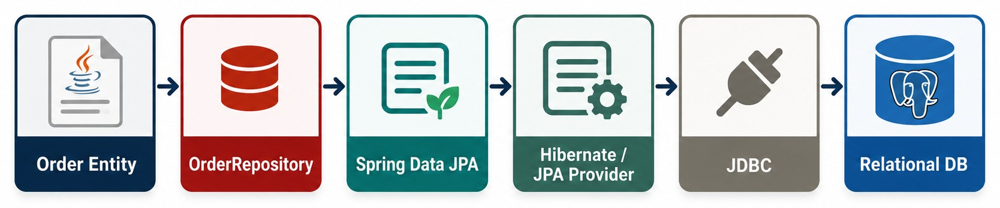 Order Entity
OrderRepository
Spring Data JPA
Hibernate /
JPA Provider
JDBC
Relational DB